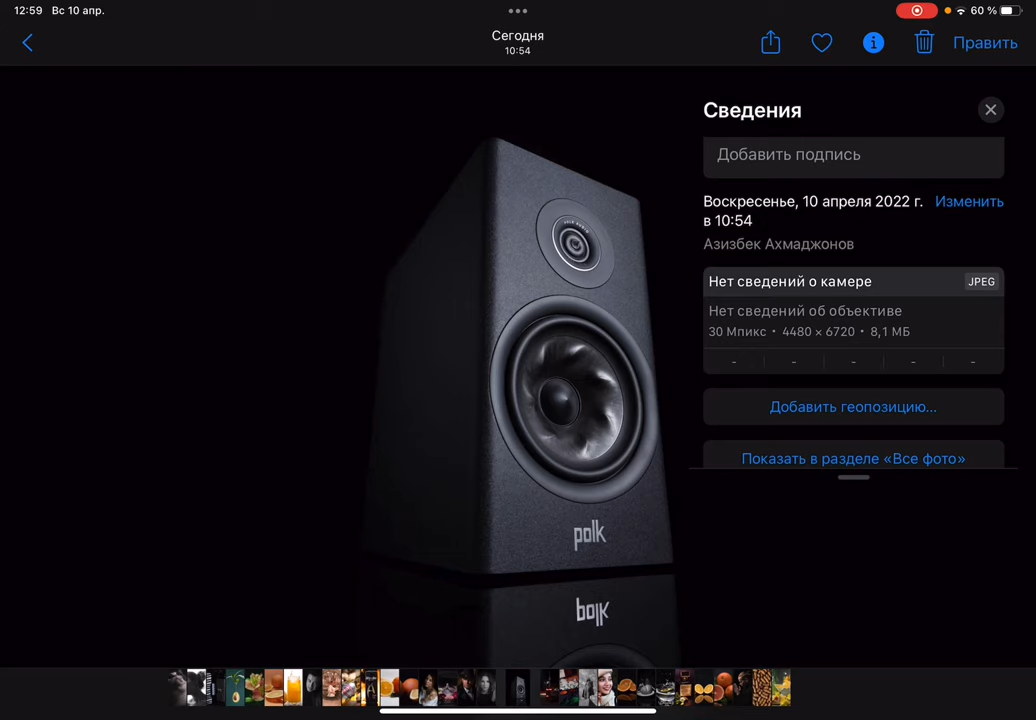 12:59 Вс 10 апр.
60 %
Сегодня
10:54
Править
Сведения
Добавить подпись
Воскресенье, 10 апреля 2022 г. Изменить
в 10:54
Азизбек Ахмаджонов
Нет сведений о камере JPEG
Нет сведений об объективе
30 Мпикс • 4480 × 6720 • 8,1 МБ
- - - - -
Добавить геопозицию...
Показать в разделе «Все фото»
POLK AUDIO
polk